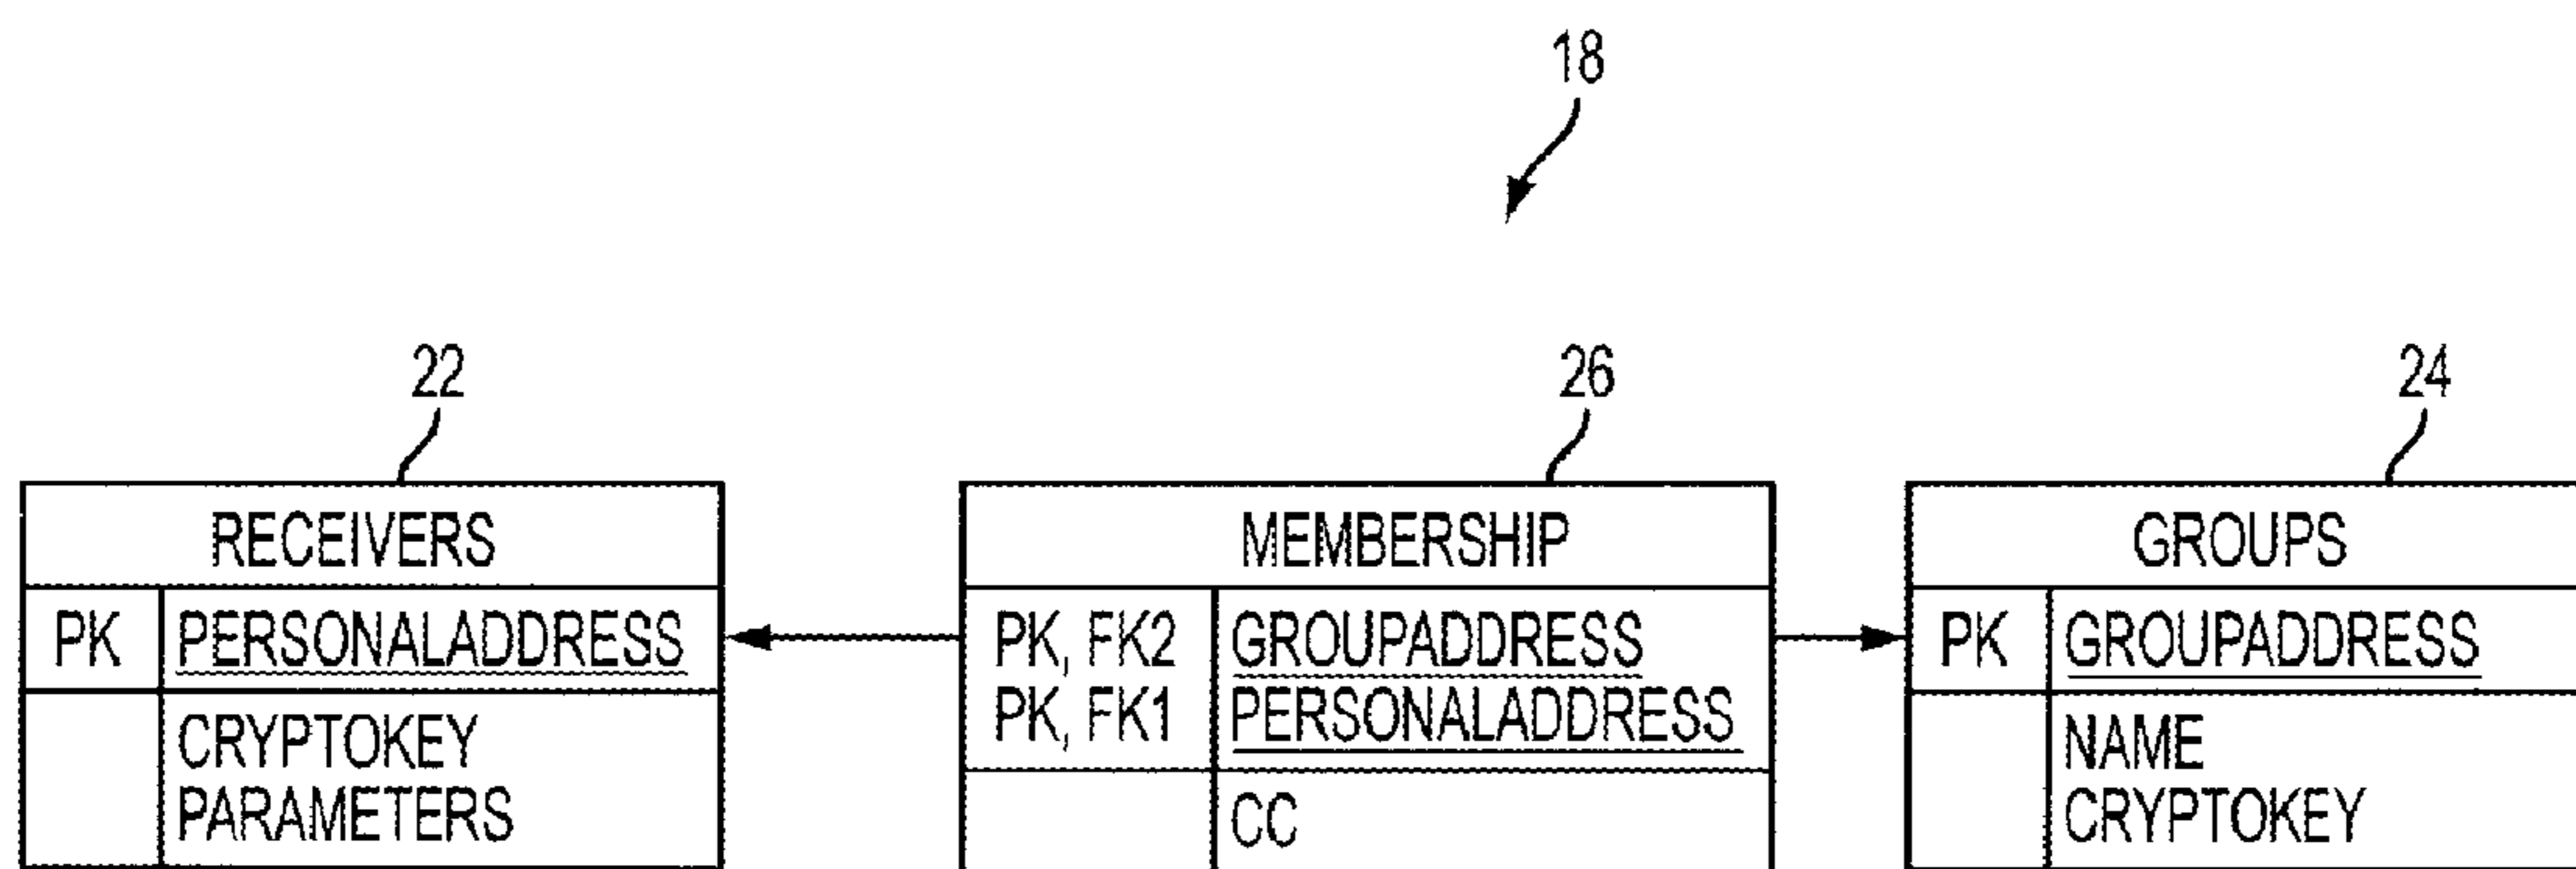 18
22
26
24
RECEIVERS
PK PERSONALADDRESS
CRYPTOKEY
PARAMETERS
MEMBERSHIP
PK, FK2 GROUPADDRESS
PK, FK1 PERSONALADDRESS
CC
GROUPS
PK GROUPADDRESS
NAME
CRYPTOKEY